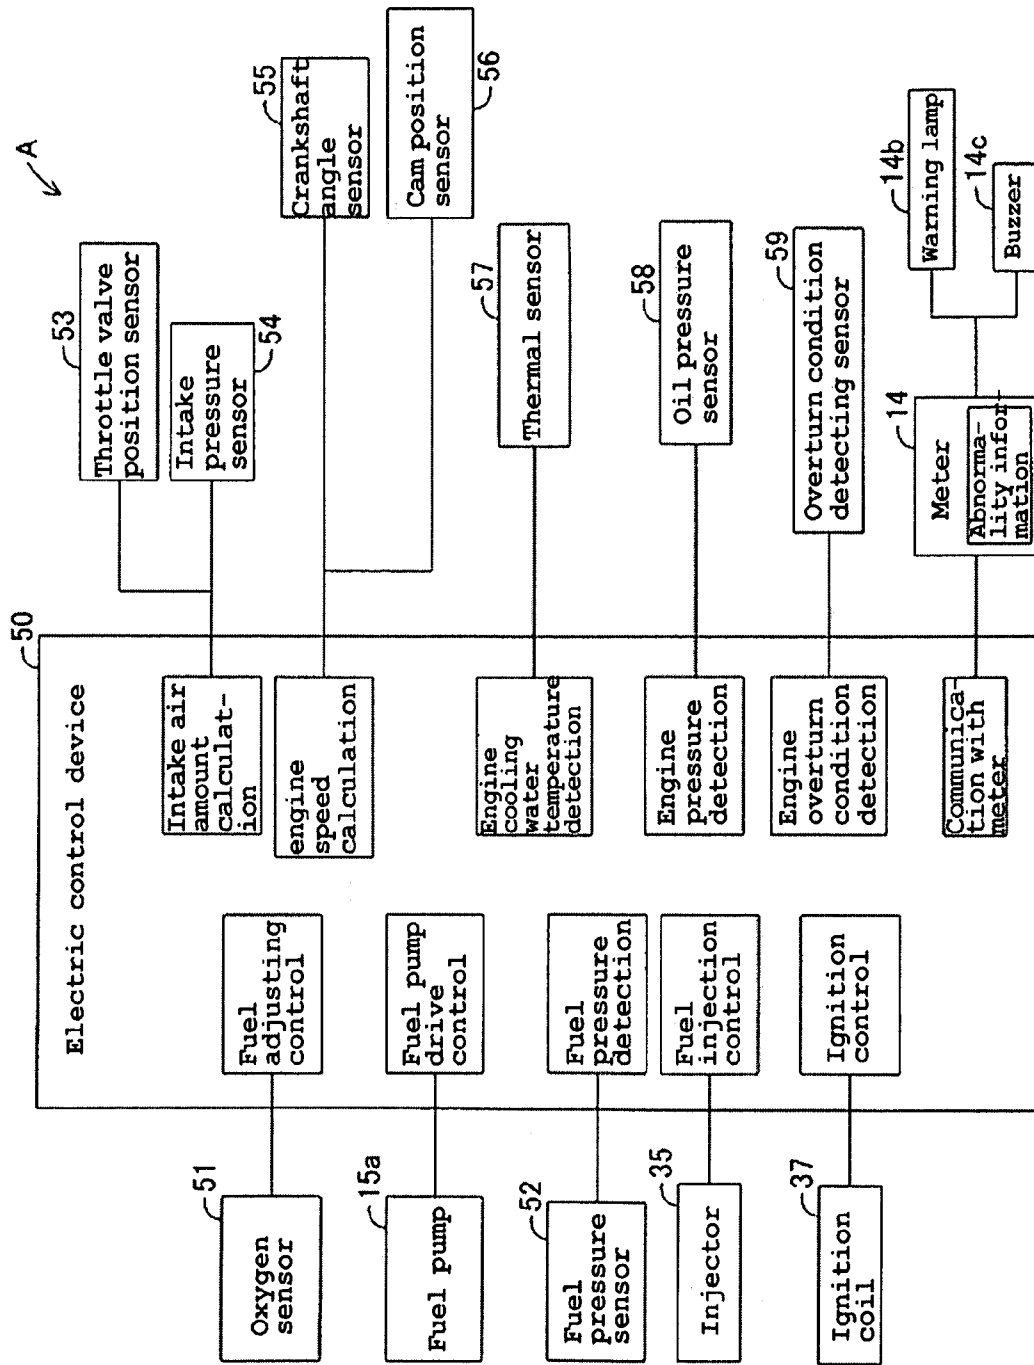 A
50
Electric control device
51
Oxygen
sensor
Fuel
adjusting
control
15a
Fuel pump
Fuel pump
drive
control
52
Fuel
pressure
sensor
Fuel
pressure
detection
35
Injector
Fuel
injection
control
37
Ignition
coil
Ignition
control
Intake air
amount
calculat-
ion
53
Throttle valve
position sensor
54
Intake
pressure
sensor
engine
speed
calculation
55
Crankshaft
angle
sensor
56
Cam position
sensor
Engine
cooling
water
temperature
detection
57
Thermal sensor
Engine
pressure
detection
58
Oil pressure
sensor
Engine
overturn
condition
detection
59
Overturn condition
detecting sensor
Communica-
tion with
meter
14
Meter
Abnorma-
lity infor-
mation
14b
Warning lamp
14c
Buzzer